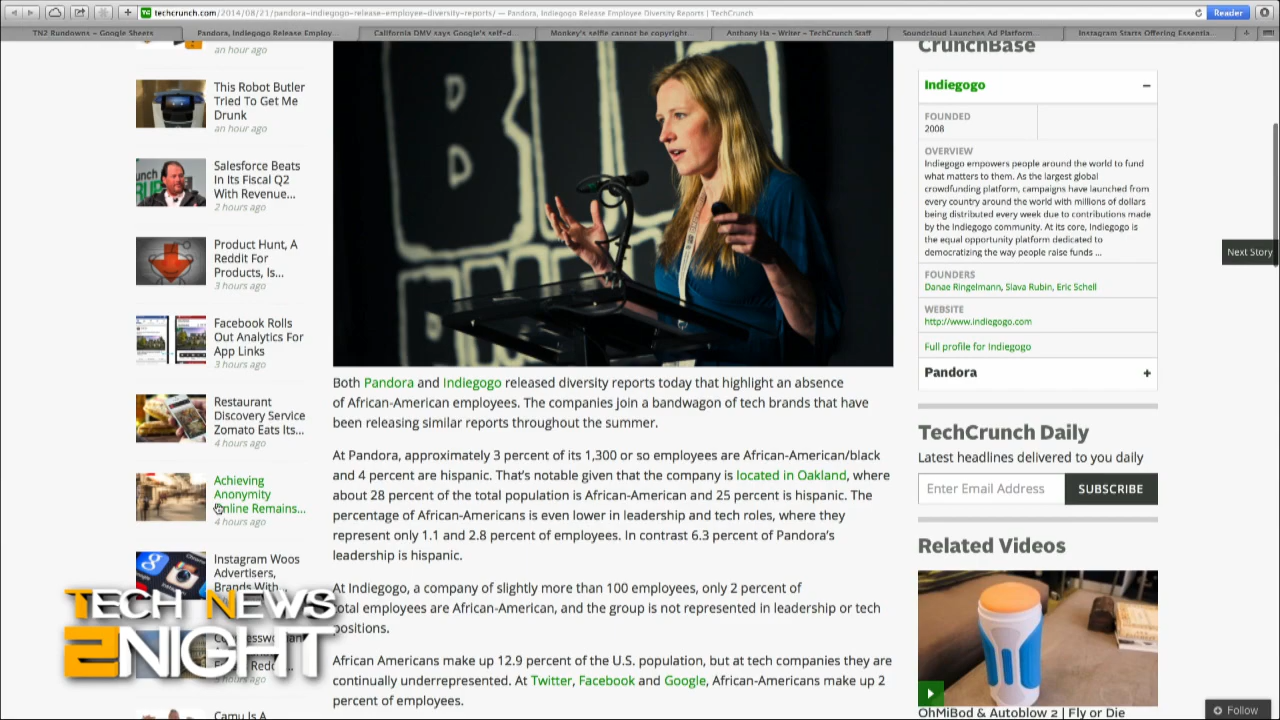 techcrunch.com/2014/08/21/pandora-indiegogo-release-employee-diversity-reports/ — Pandora, Indiegogo Release Employee Diversity Reports | TechCrunch
Reader
TN2 Rundowns – Google Sheets
Pandora, Indiegogo Release Employ...
California DMV says Google's self-d...
Monkey's selfie cannot be copyright...
Anthony Ha – Writer – TechCrunch Staff
Soundcloud Launches Ad Platform...
Instagram Starts Offering Essentia...
an hour ago
This Robot Butler
Tried To Get Me
Drunk
an hour ago
Salesforce Beats
In Its Fiscal Q2
With Revenue...
2 hours ago
Product Hunt, A
Reddit For
Products, Is...
3 hours ago
Facebook Rolls
Out Analytics For
App Links
3 hours ago
Restaurant
Discovery Service
Zomato Eats Its...
4 hours ago
Achieving
Anonymity
Online Remains...
4 hours ago
Instagram Woos
Advertisers,
Brands With
TECH NEWS
2NIGHT
Camu Is A
Both Pandora and Indiegogo released diversity reports today that highlight an absence
of African-American employees. The companies join a bandwagon of tech brands that have
been releasing similar reports throughout the summer.
At Pandora, approximately 3 percent of its 1,300 or so employees are African-American/black
and 4 percent are hispanic. That's notable given that the company is located in Oakland, where
about 28 percent of the total population is African-American and 25 percent is hispanic. The
percentage of African-Americans is even lower in leadership and tech roles, where they
represent only 1.1 and 2.8 percent of employees. In contrast 6.3 percent of Pandora's
leadership is hispanic.
At Indiegogo, a company of slightly more than 100 employees, only 2 percent of
total employees are African-American, and the group is not represented in leadership or tech
positions.
African Americans make up 12.9 percent of the U.S. population, but at tech companies they are
continually underrepresented. At Twitter, Facebook and Google, African-Americans make up 2
percent of employees.
CrunchBase
Indiegogo
FOUNDED
2008
OVERVIEW
Indiegogo empowers people around the world to fund
what matters to them. As the largest global
crowdfunding platform, campaigns have launched from
every country around the world with millions of dollars
being distributed every week due to contributions made
by the Indiegogo community. At its core, Indiegogo is
the equal opportunity platform dedicated to
democratizing the way people raise funds ...
FOUNDERS
Danae Ringelmann, Slava Rubin, Eric Schell
WEBSITE
http://www.indiegogo.com
Full profile for Indiegogo
Pandora
Next Story
TechCrunch Daily
Latest headlines delivered to you daily
Enter Email Address
SUBSCRIBE
Related Videos
OhMiBod & Autoblow 2 | Fly or Die
Follow